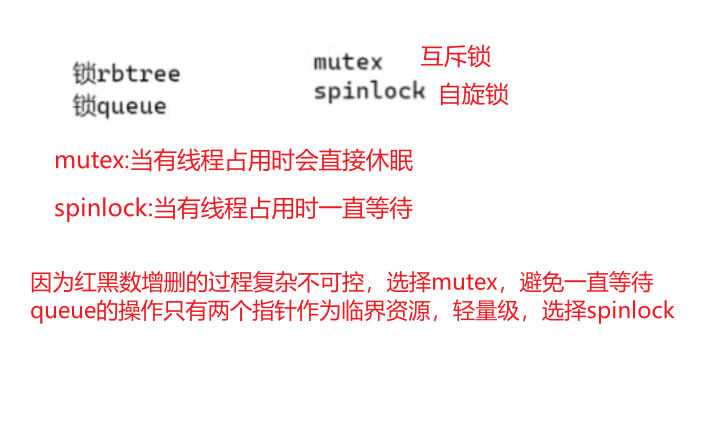 锁rbtree
锁queue
mutex 互斥锁
spinlock 自旋锁
mutex:当有线程占用时会直接休眠
spinlock:当有线程占用时一直等待
因为红黑数增删的过程复杂不可控，选择mutex，避免一直等待
queue的操作只有两个指针作为临界资源，轻量级，选择spinlock